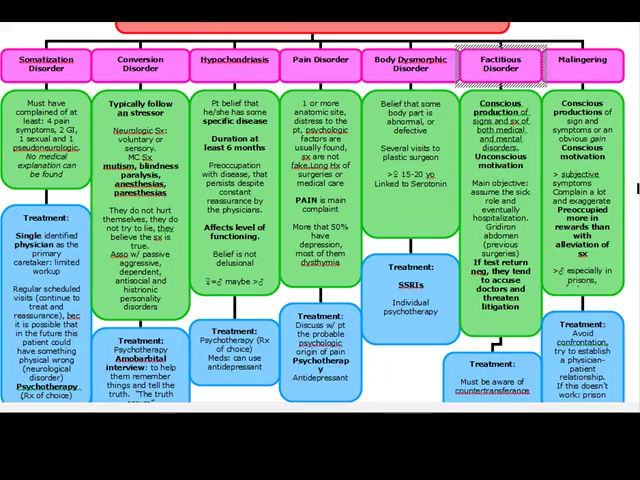 Somatization
Disorder
Must have
complained of at
least: 4 pain
symptoms, 2 GI,
1 sexual and 1
pseudoneurologic.
No medical
explanation can
be found
Treatment:
Single identified
physician as the
primary
caretaker: limited
workup
Regular scheduled
visits (continue to
treat and
reassurance), bec
it is possible that
in the future this
patient could
have something
physical wrong
(neurological
disorder)
Psychotherapy
(Rx of choice)
Conversion
Disorder
Typically follow
an stressor
Neurologic Sx:
voluntary or
sensory.
MC Sx
mutism, blindness
paralysis,
anesthesias,
paresthesias
They do not hurt
themselves, they do
not try to lie, they
believe the sx is
true.
Asso w/ passive
aggressive,
dependent,
antisocial and
histrionic
personality
disorders
Treatment:
Psychotherapy
Amobarbital
interview: to help
them remember
things and tell the
truth. "The truth
Hypochondriasis
Pt belief that
he/she has some
specific disease
Duration at
least 6 months
Preoccupation
with disease, that
persists despite
constant
reassurance by
the physicians.
Affects level of
functioning.
Belief is not
delusional
♀=♂ maybe >♂
Treatment:
Psychotherapy (Rx
of choice)
Meds: can use
antidepressant
Pain Disorder
1 or more
anatomic site,
distress to the
pt, psychologic
factors are
usually found,
sx are not
fake.Long Hx of
surgeries or
medical care
PAIN is main
complaint
More that 50%
have
depression,
most of them
dysthymia
Treatment:
Discuss w/ pt
the probable
psychologic
origin of pain
Psychotherap
y
Antidepressant
Body Dysmorphic
Disorder
Belief that some
body part is
abnormal, or
defective
Several visits to
plastic surgeon
>♀ 15-20 yo
Linked to Serotonin
Treatment:
SSRIs
Individual
psychotherapy
Factitious
Disorder
Conscious
production of
signs and sx of
both medical
and mental
disorders.
Unconscious
motivation
Main objective:
assume the sick
role and
eventually
hospitalization.
Gridiron
abdomen
(previous
surgeries)
If test return
neg, they tend
to accuse
doctors and
threaten
litigation
Treatment:
Must be aware of
countertransferance
Malingering
Conscious
productions of
sign and
symptoms or an
obvious gain
Conscious
motivation
> subjective
symptoms
Complain a lot
and exaggerate
Preoccupied
more in
rewards than
with
alleviation of
sx
>♂ especially in
prisons,
Treatment:
Avoid
confrontation,
try to establish
a physician-
patient
relationship.
If this doesn't
work: prison